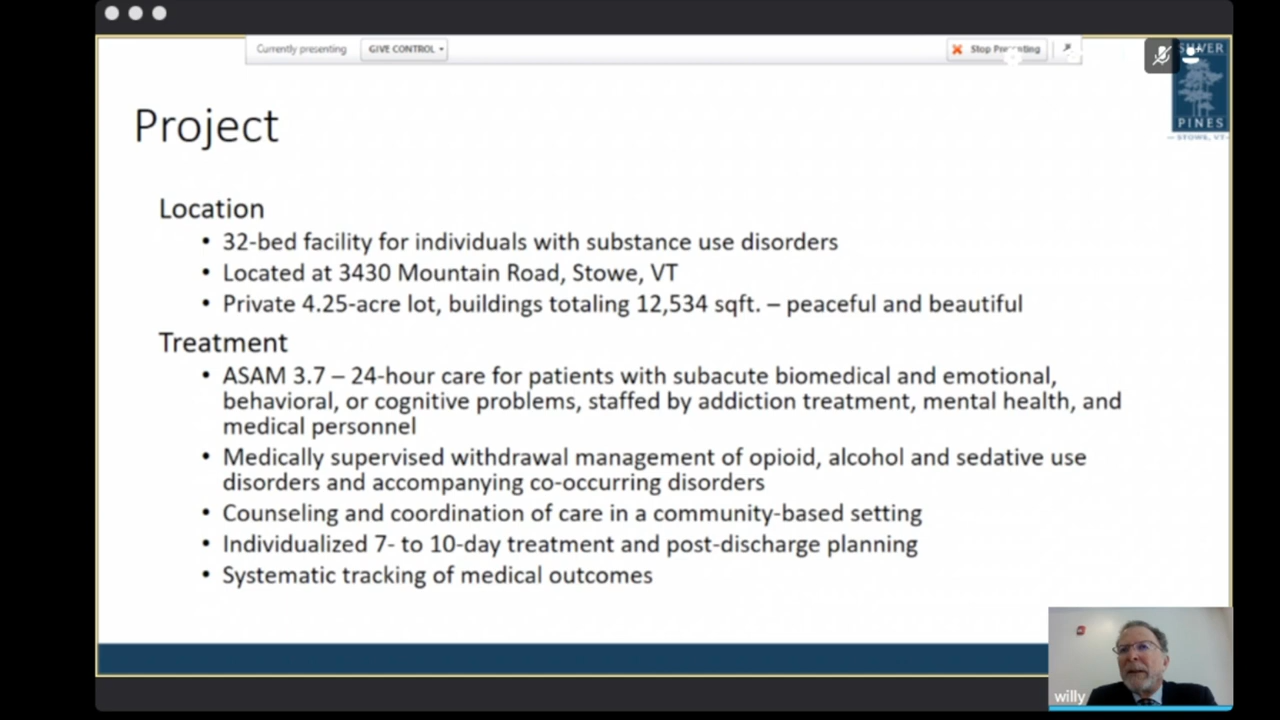 Currently presenting GIVE CONTROL Stop Presenting
SILVER
PINES
— STOWE, VT —
Project
Location
• 32-bed facility for individuals with substance use disorders
• Located at 3430 Mountain Road, Stowe, VT
• Private 4.25-acre lot, buildings totaling 12,534 sqft. – peaceful and beautiful
Treatment
• ASAM 3.7 – 24-hour care for patients with subacute biomedical and emotional,
behavioral, or cognitive problems, staffed by addiction treatment, mental health, and
medical personnel
• Medically supervised withdrawal management of opioid, alcohol and sedative use
disorders and accompanying co-occurring disorders
• Counseling and coordination of care in a community-based setting
• Individualized 7- to 10-day treatment and post-discharge planning
• Systematic tracking of medical outcomes
willy